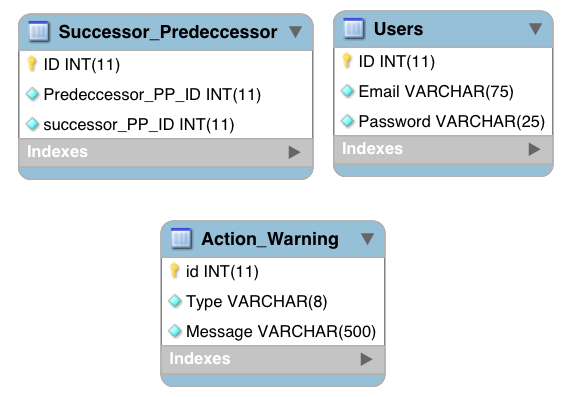 Successor_Predeccessor
ID INT(11)
Predeccessor_PP_ID INT(11)
successor_PP_ID INT(11)
Indexes
Users
ID INT(11)
Email VARCHAR(75)
Password VARCHAR(25)
Indexes
Action_Warning
id INT(11)
Type VARCHAR(8)
Message VARCHAR(500)
Indexes